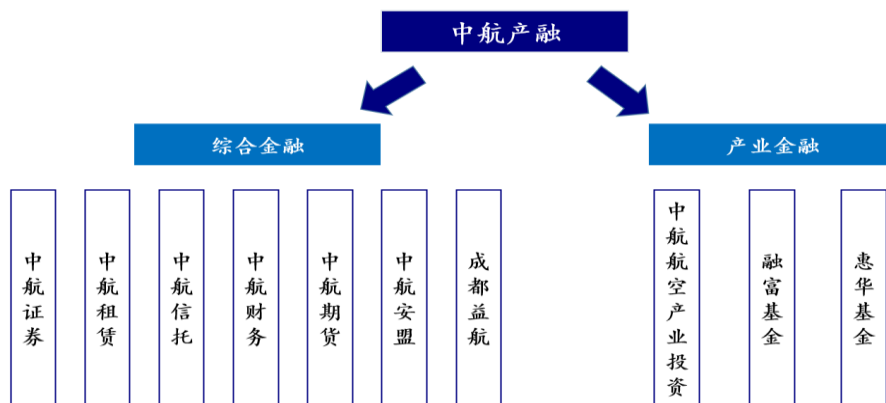 中航产融
综合金融
产业金融
中航证券
中航租赁
中航信托
中航财务
中航期货
中航安盟
成都益航
中航航空产业投资
融富基金
惠华基金